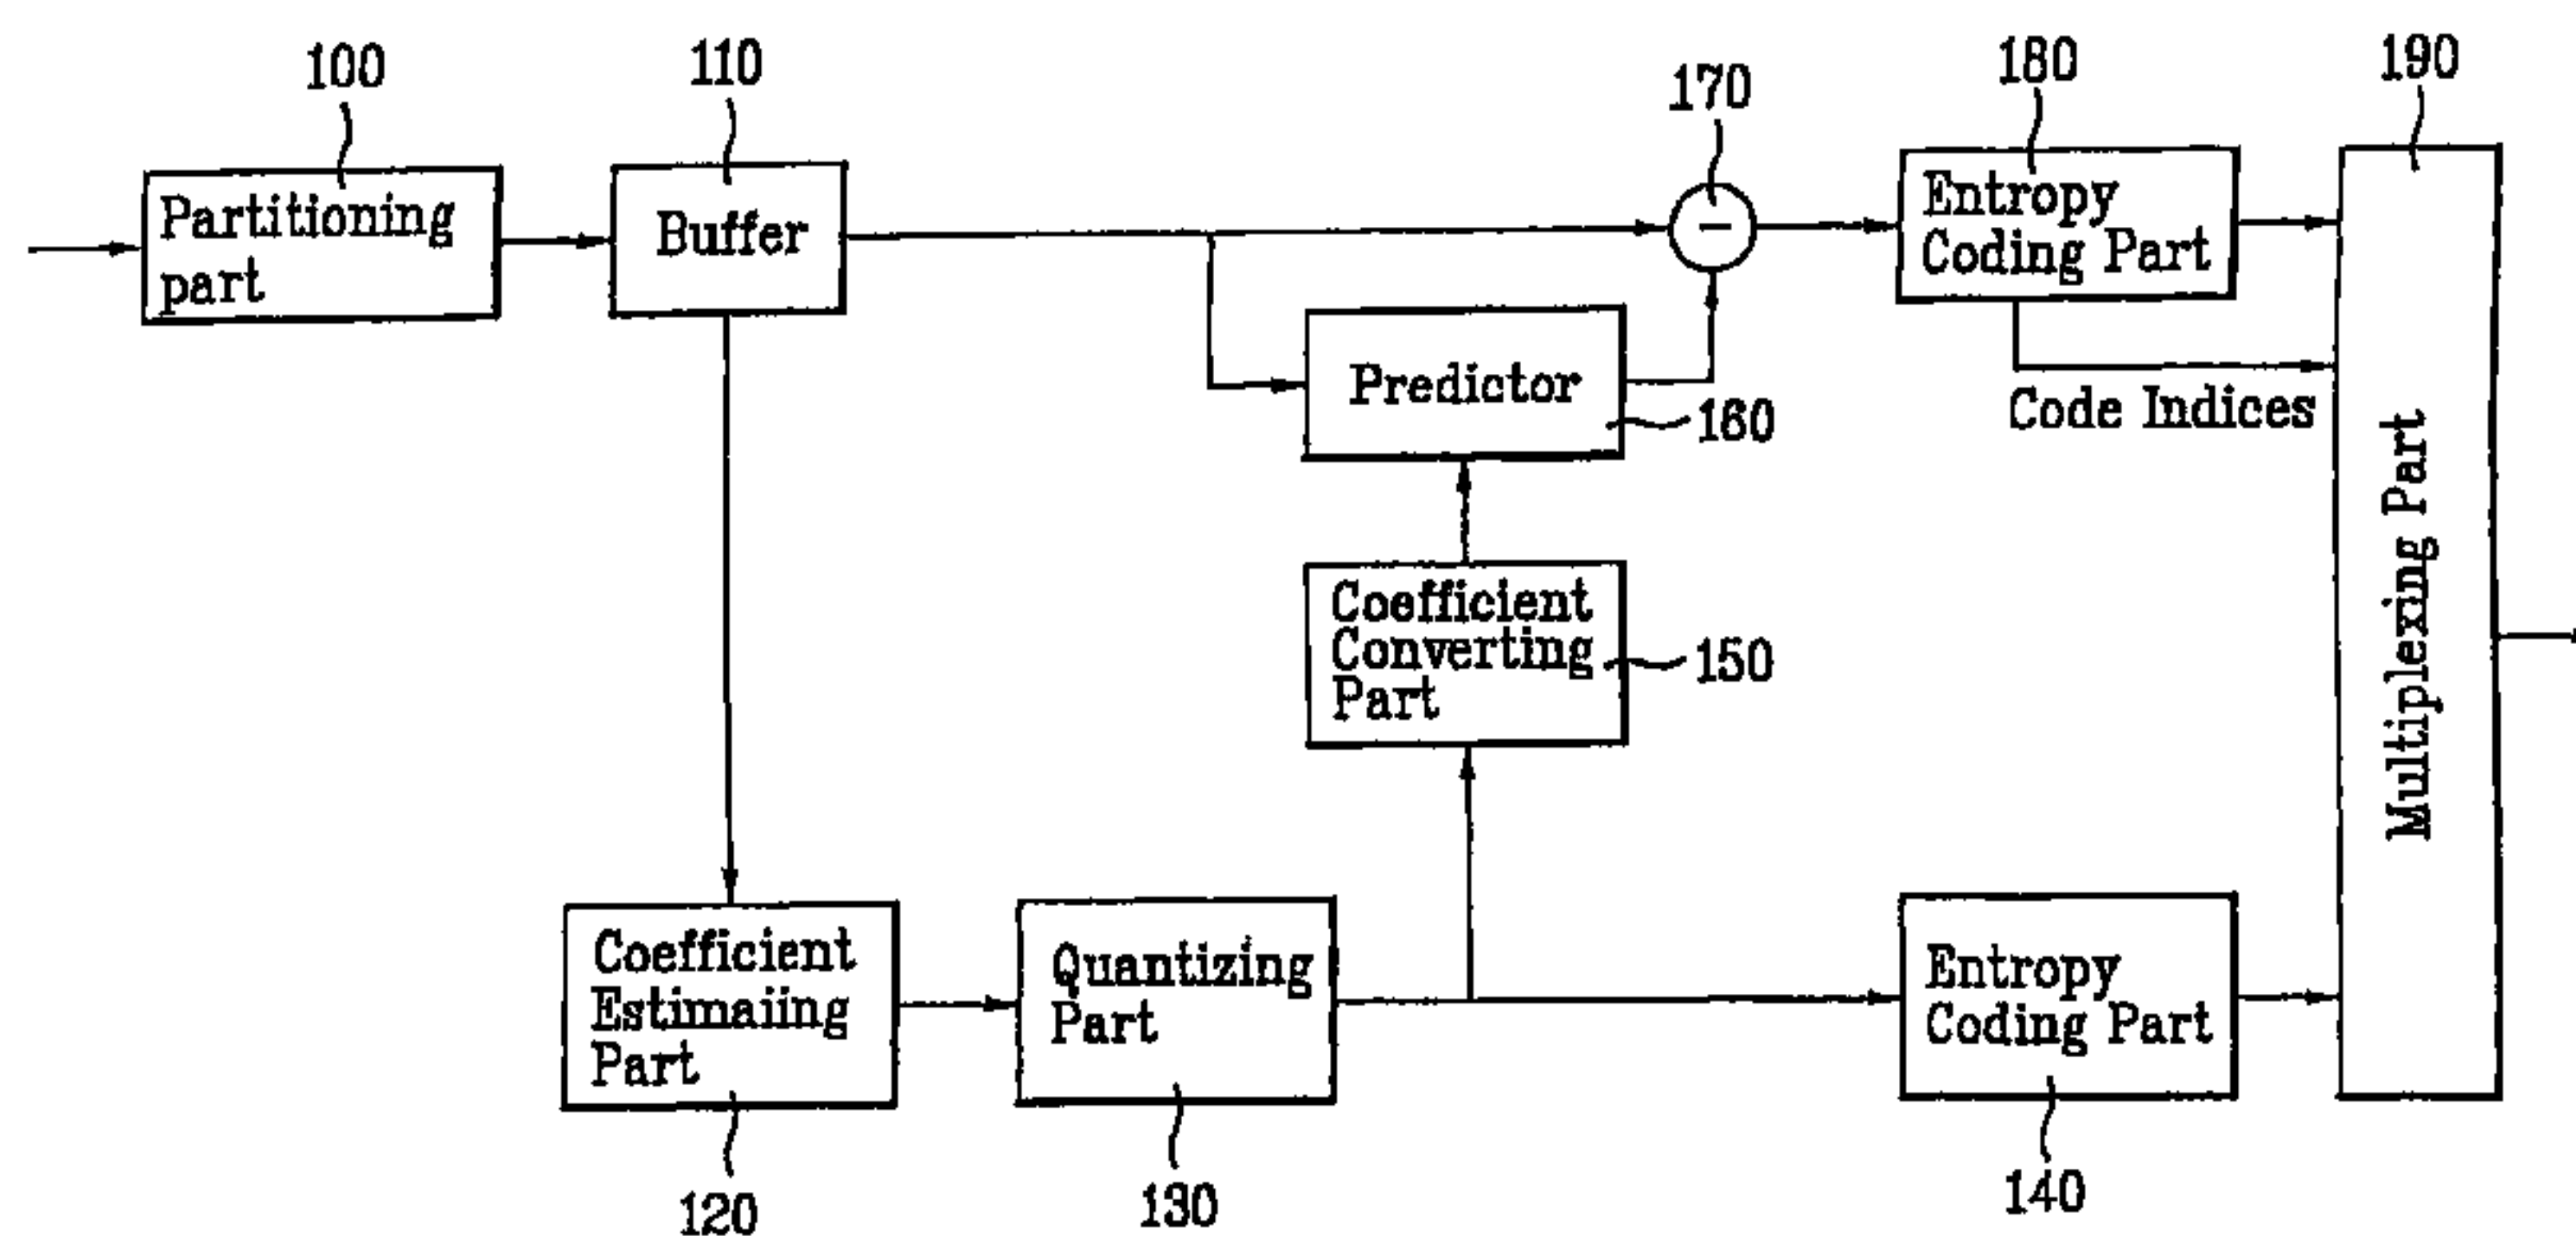 100
110
170
180
190
Partitioning
part
Buffer
Entropy
Coding Part
Predictor
160
Code Indices
Coefficient
Converting
Part
150
Multiplexing Part
Coefficient
Estimaiing
Part
Quantizing
Part
Entropy
Coding Part
120
130
140